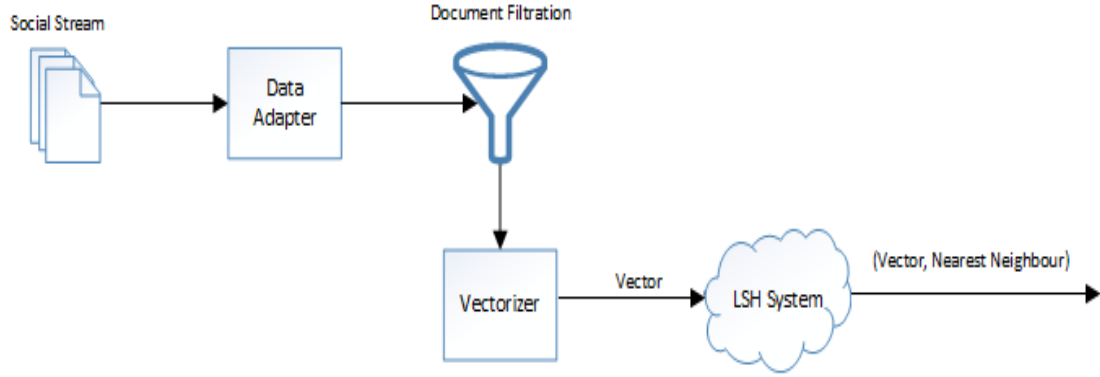 Social Stream
Document Filtration
Data
Adapter
Vectorizer
Vector
LSH System
(Vector, Nearest Neighbour)